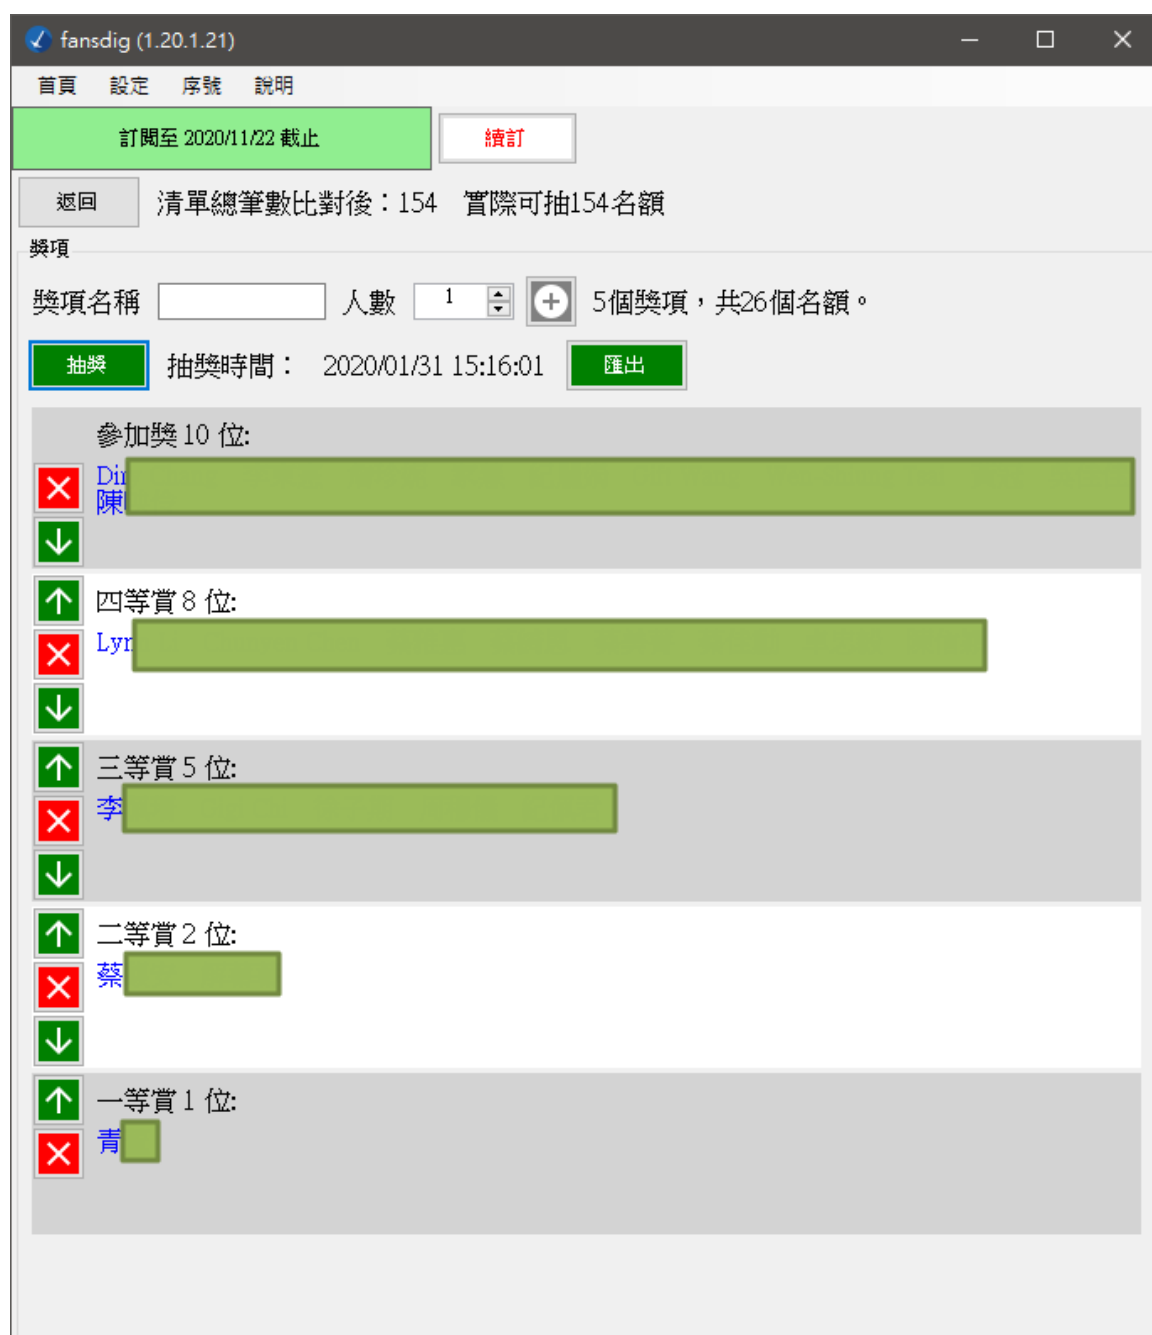 fansdig (1.20.1.21)
首頁 設定 序號 說明
訂閱至 2020/11/22 截止 續訂
返回 清單總筆數比對後：154 實際可抽154名額
獎項
獎項名稱 人數 1 5個獎項，共26個名額。
抽獎 抽獎時間： 2020/01/31 15:16:01 匯出
參加獎 10 位:
Din
陳
四等賞 8 位:
Lyn
三等賞 5 位:
李
二等賞 2 位:
蔡
一等賞 1 位:
青